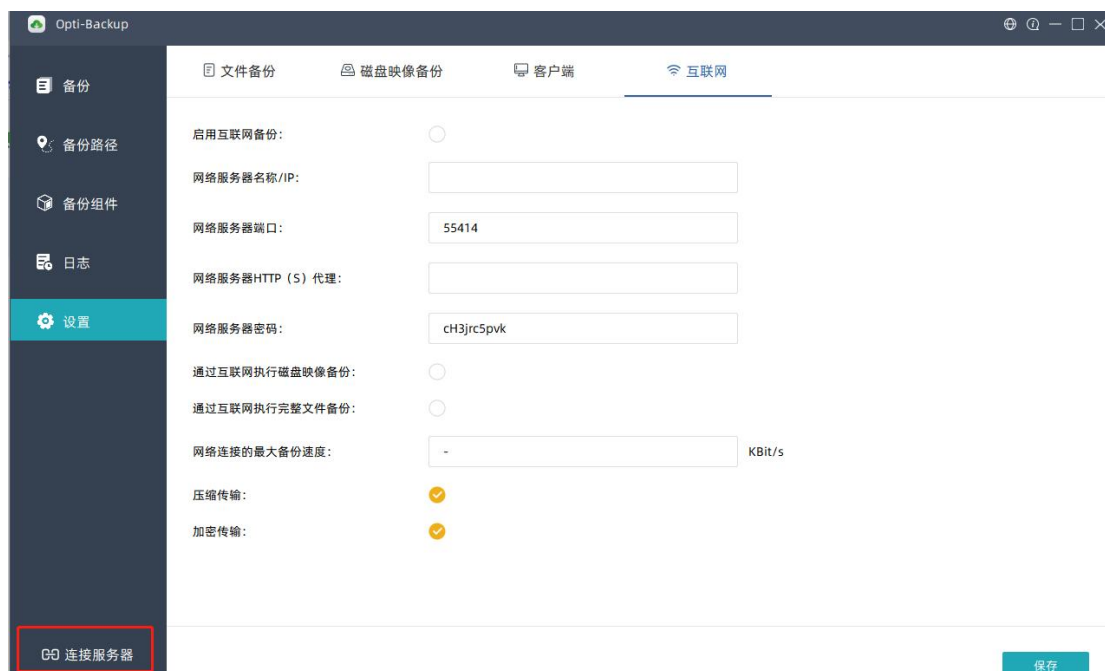 Opti-Backup
文件备份
磁盘映像备份
客户端
互联网
备份
备份路径
备份组件
日志
设置
启用互联网备份:
网络服务器名称/IP:
网络服务器端口:
55414
网络服务器HTTP（S）代理:
网络服务器密码:
cH3jrc5pvk
通过互联网执行磁盘映像备份:
通过互联网执行完整文件备份:
网络连接的最大备份速度:
-
KBit/s
压缩传输:
加密传输:
连接服务器
保存